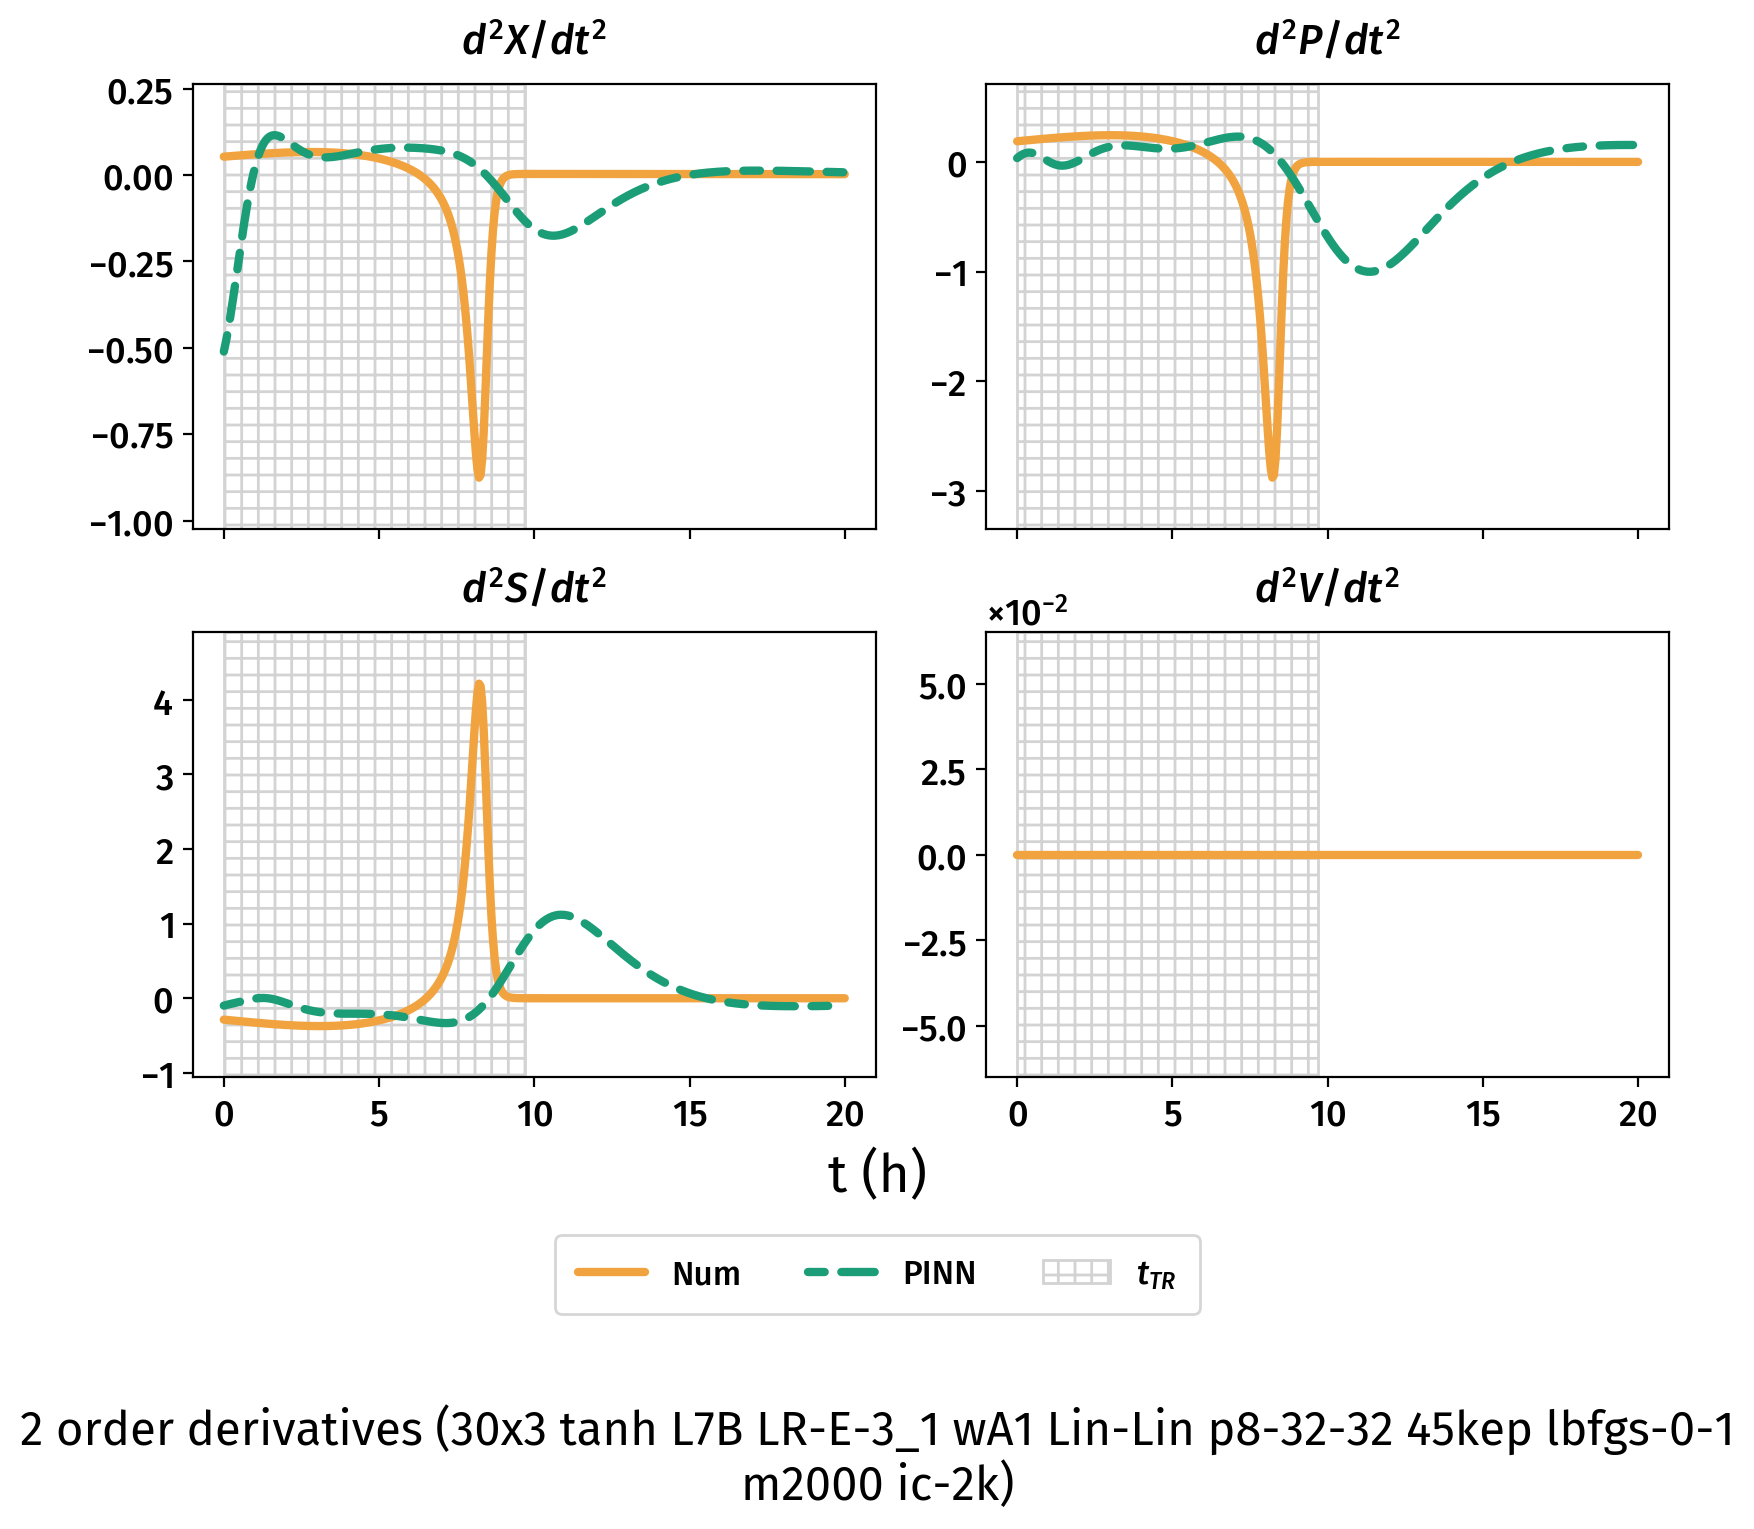 d²X/dt²
d²P/dt²
0.25
0.00
−0.25
−0.50
−0.75
−1.00
0
−1
−2
−3
d²S/dt²
d²V/dt²
×10⁻²
4
3
2
1
0
−1
5.0
2.5
0.0
−2.5
−5.0
0 5 10 15 20
0 5 10 15 20
t (h)
Num PINN t_TR
2 order derivatives (30x3 tanh L7B LR-E-3_1 wA1 Lin-Lin p8-32-32 45kep lbfgs-0-1
m2000 ic-2k)